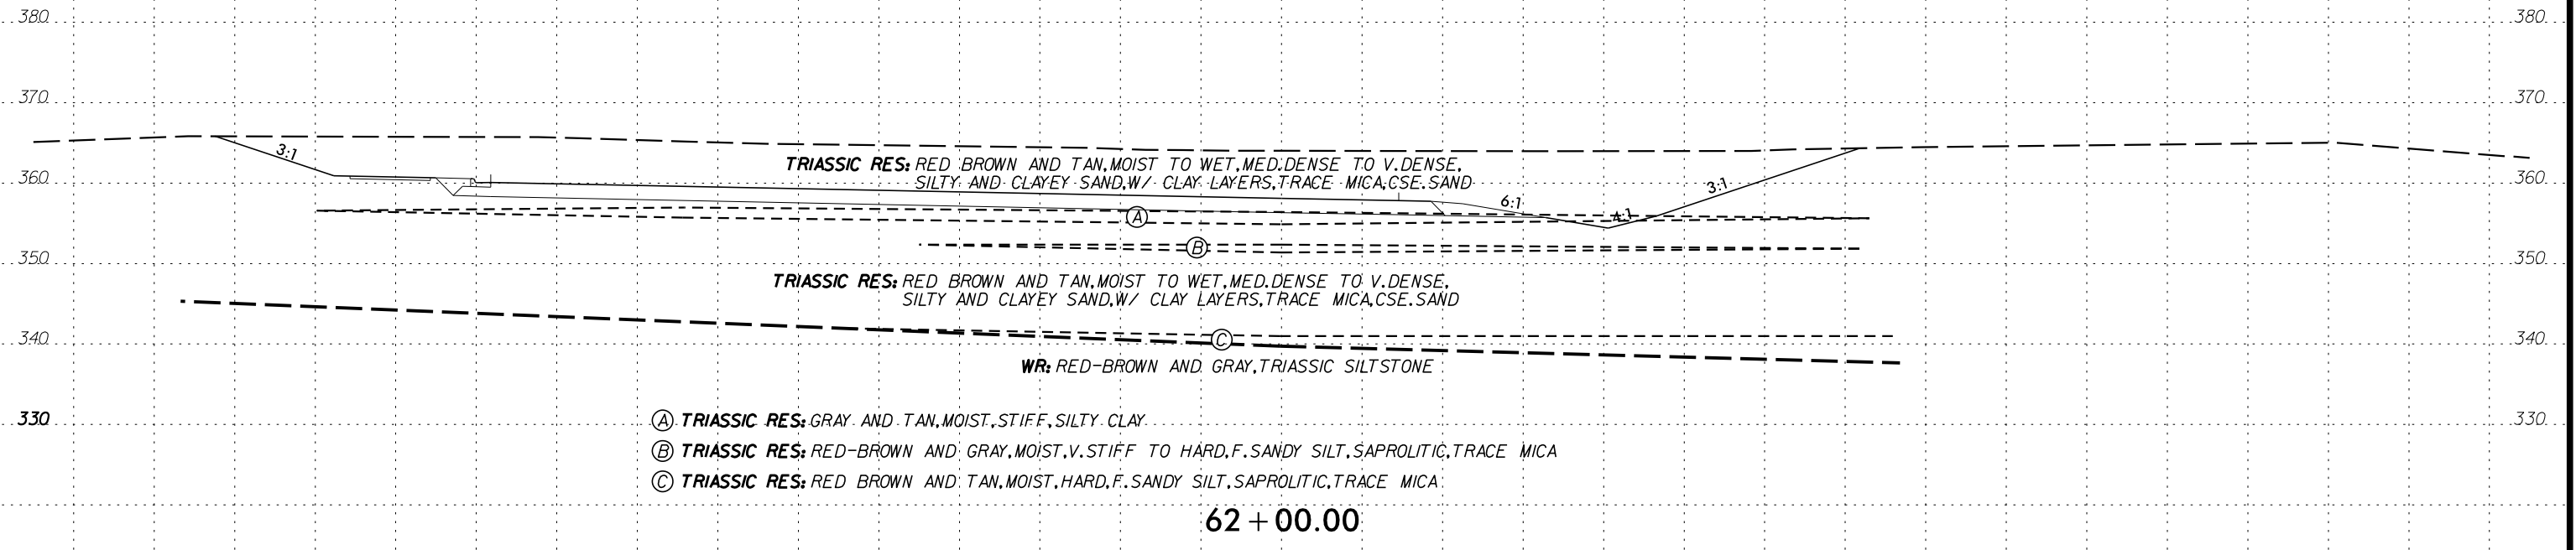 380 380
370 370
3:1
TRIASSIC RES: RED BROWN AND TAN, MOIST TO WET, MED. DENSE TO V. DENSE,
SILTY AND CLAYEY SAND, W/ CLAY LAYERS, TRACE MICA, CSE. SAND
360 360
3:1
6:1
4:1
A
B
350 350
TRIASSIC RES: RED BROWN AND TAN, MOIST TO WET, MED. DENSE TO V. DENSE,
SILTY AND CLAYEY SAND, W/ CLAY LAYERS, TRACE MICA, CSE. SAND
340 340
C
WR: RED-BROWN AND GRAY, TRIASSIC SILTSTONE
330 330
A TRIASSIC RES: GRAY AND TAN, MOIST, STIFF, SILTY CLAY
B TRIASSIC RES: RED-BROWN AND GRAY, MOIST, V. STIFF TO HARD, F. SANDY SILT, SAPROLITIC, TRACE MICA
C TRIASSIC RES: RED BROWN AND TAN, MOIST, HARD, F. SANDY SILT, SAPROLITIC, TRACE MICA
62+00.00